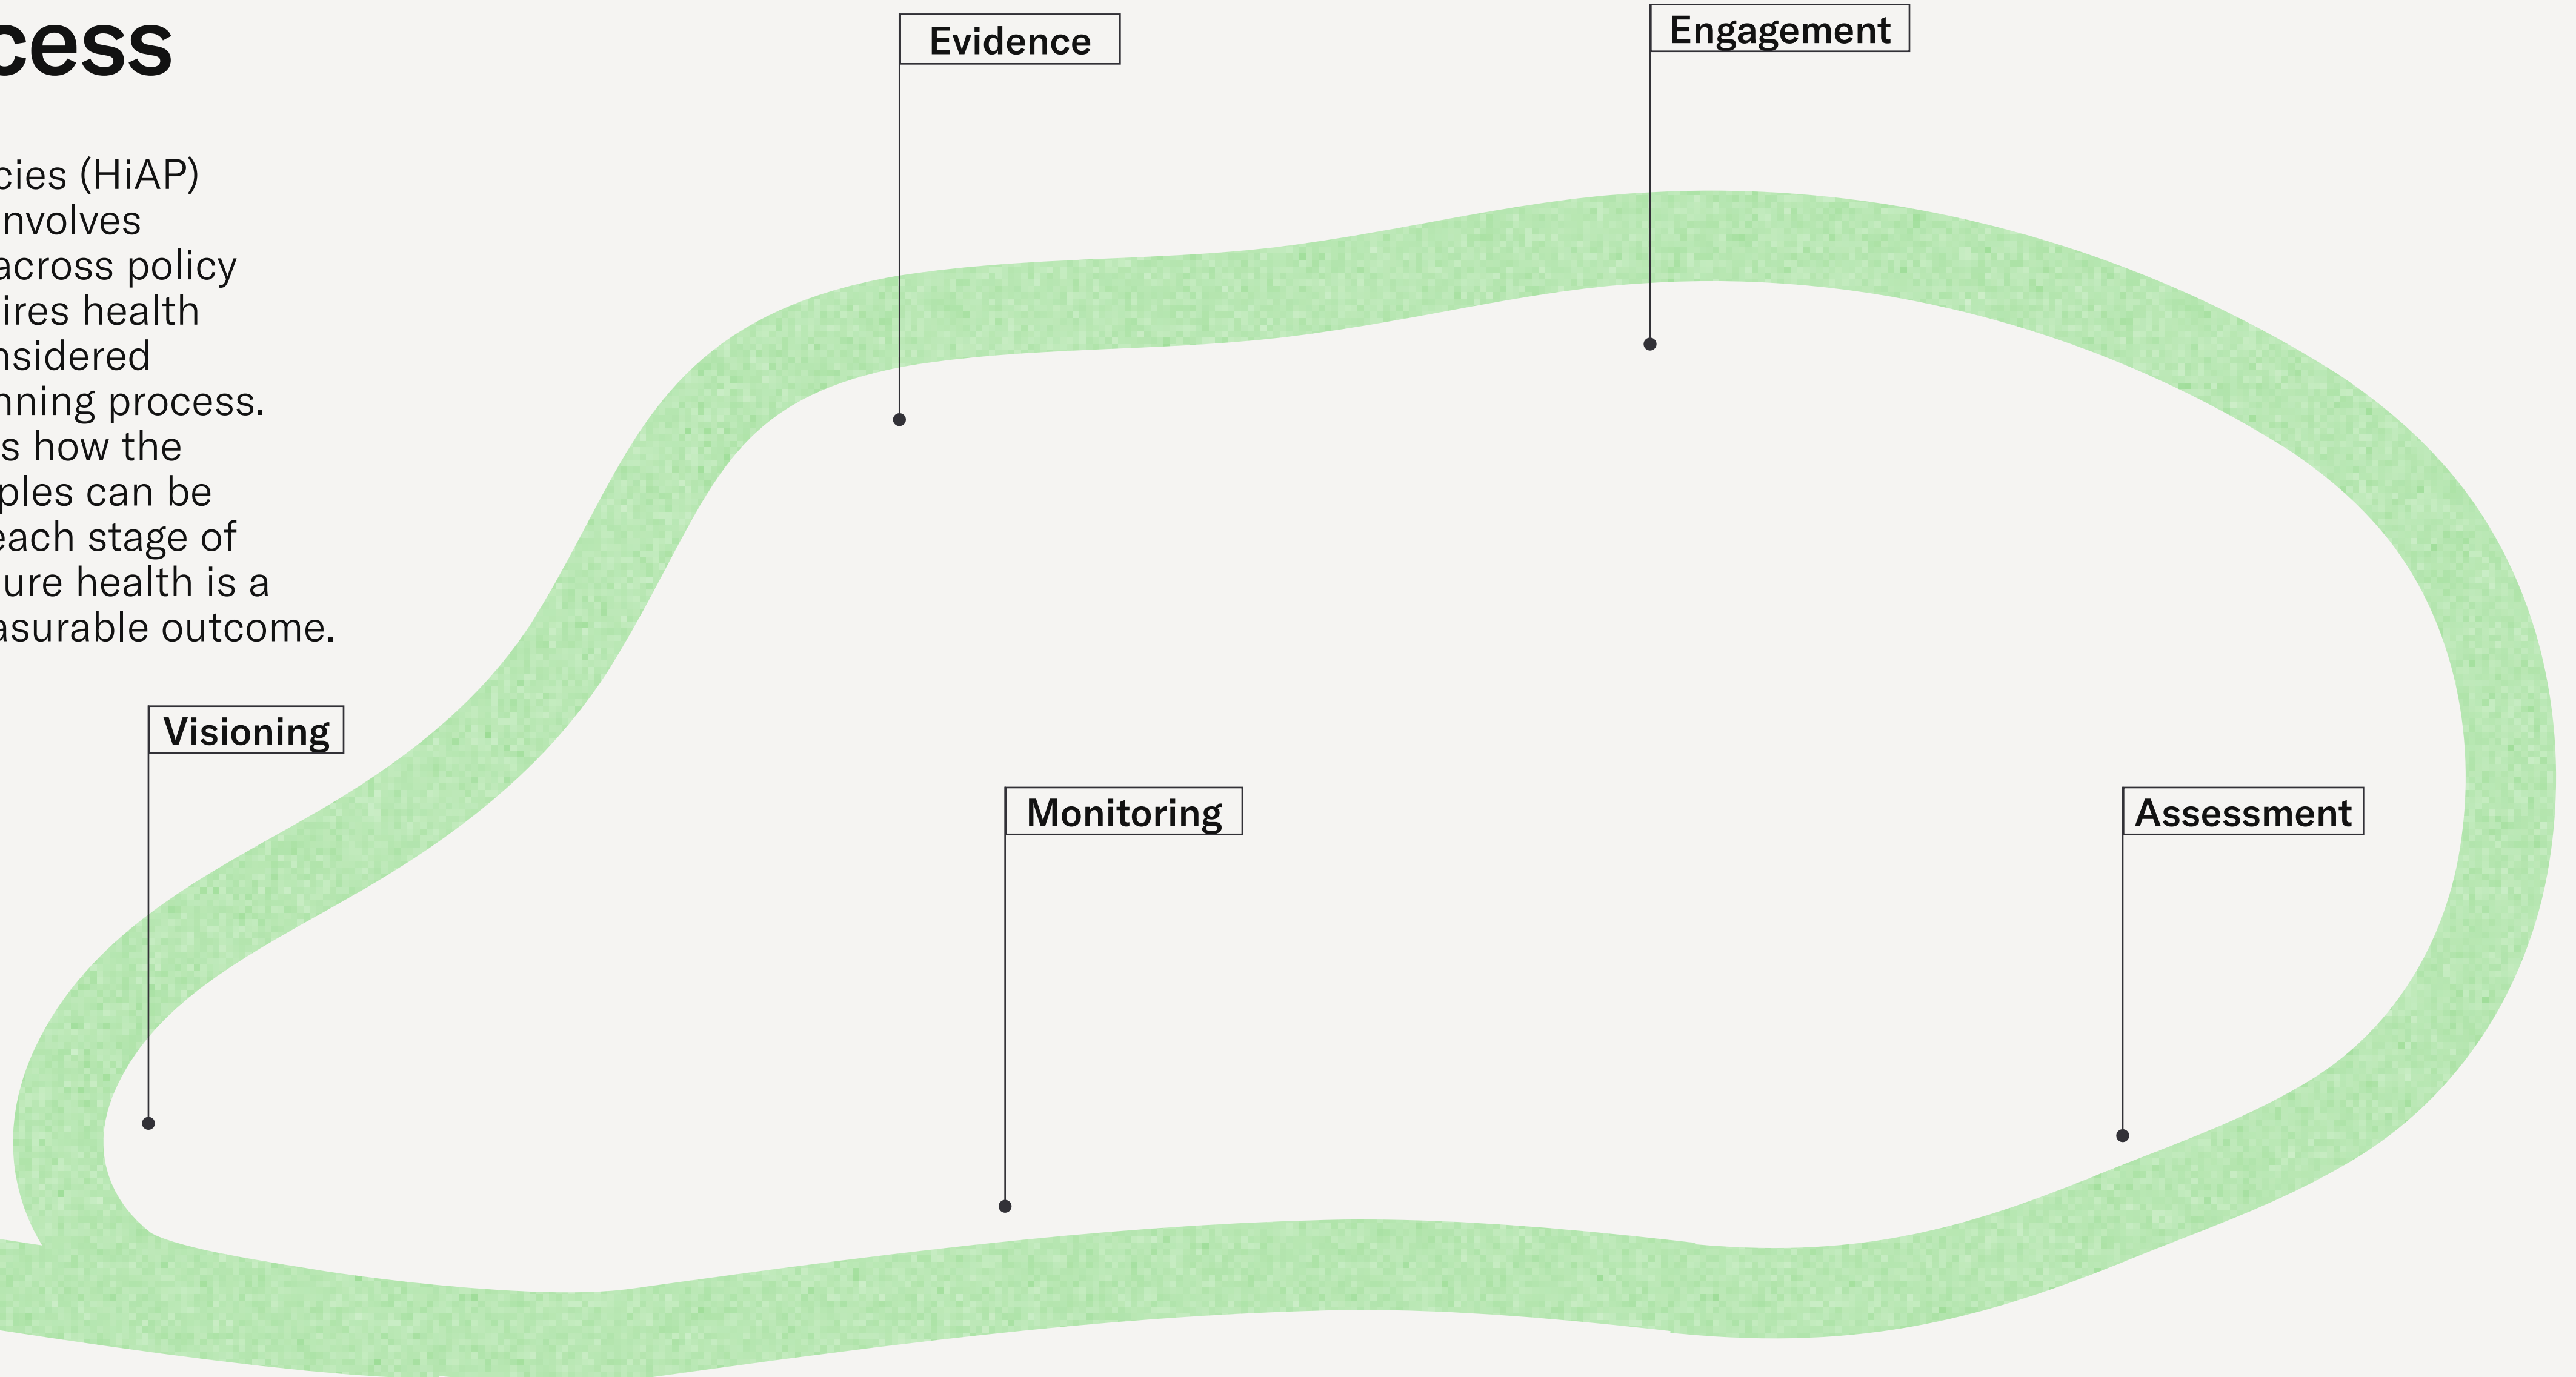 cess
cies (HiAP)
nvolves
across policy
ires health
nsidered
nning process.
s how the
ples can be
each stage of
ure health is a
asurable outcome.
Evidence
Engagement
Visioning
Monitoring
Assessment